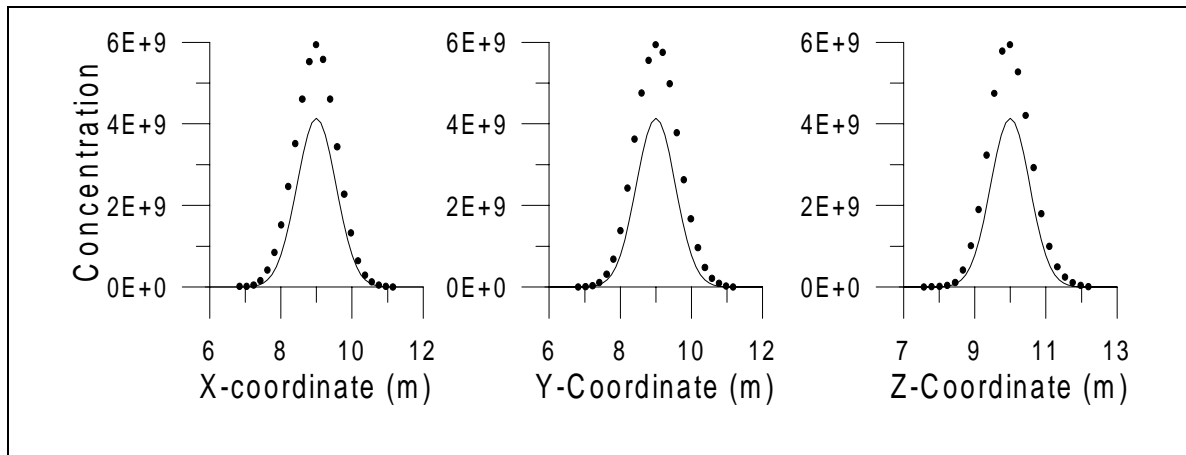 Concentration
6E+9
4E+9
2E+9
0E+0
6 8 10 12
X-coordinate (m)
6E+9
4E+9
2E+9
0E+0
6 8 10 12
Y-Coordinate (m)
6E+9
4E+9
2E+9
0E+0
7 9 11 13
Z-Coordinate (m)